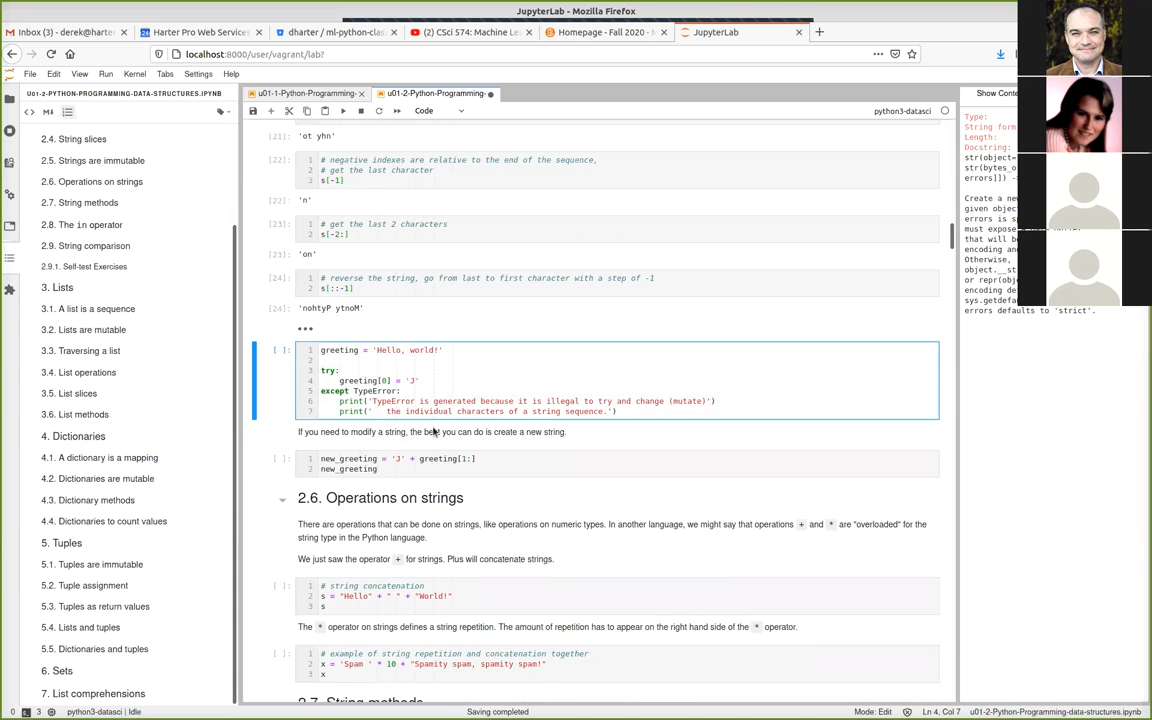 JupyterLab - Mozilla Firefox
Inbox (3) - derek@harte
Harter Pro Web Services
dharter / ml-python-class
(2) CSci 574: Machine Le
Homepage - Fall 2020 -
JupyterLab
localhost:8000/user/vagrant/lab?
File Edit View Run Kernel Tabs Settings Help
U01-2-PYTHON-PROGRAMMING-DATA-STRUCTURES.IPYNB
u01-1-Python-Programming-
u01-2-Python-Programming-
Show Conte
Code
python3-datasci
2.4. String slices
2.5. Strings are immutable
2.6. Operations on strings
2.7. String methods
2.8. The in operator
2.9. String comparison
2.9.1. Self-test Exercises
3. Lists
3.1. A list is a sequence
3.2. Lists are mutable
3.3. Traversing a list
3.4. List operations
3.5. List slices
3.6. List methods
4. Dictionaries
4.1. A dictionary is a mapping
4.2. Dictionaries are mutable
4.3. Dictionary methods
4.4. Dictionaries to count values
5. Tuples
5.1. Tuples are immutable
5.2. Tuple assignment
5.3. Tuples as return values
5.4. Lists and tuples
5.5. Dictionaries and tuples
6. Sets
7. List comprehensions
[21]: 'ot yhn'
[22]: 1 # negative indexes are relative to the end of the sequence,
2 # get the last character
3 s[-1]
[22]: 'n'
[23]: 1 # get the last 2 characters
2 s[-2:]
[23]: 'on'
[24]: 1 # reverse the string, go from last to first character with a step of -1
2 s[::-1]
[24]: 'nohtyP ytnoM'
[ ]: 1 greeting = 'Hello, world!'
2
3 try:
4 greeting[0] = 'J'
5 except TypeError:
6 print('TypeError is generated because it is illegal to try and change (mutate)')
7 print('   the individual characters of a string sequence.')
If you need to modify a string, the best you can do is create a new string.
[ ]: 1 new_greeting = 'J' + greeting[1:]
2 new_greeting
2.6. Operations on strings
There are operations that can be done on strings, like operations on numeric types. In another language, we might say that operations + and * are "overloaded" for the
string type in the Python language.
We just saw the operator + for strings. Plus will concatenate strings.
[ ]: 1 # string concatenation
2 s = "Hello" + " " + "World!"
3 s
The * operator on strings defines a string repetition. The amount of repetition has to appear on the right hand side of the * operator.
[ ]: 1 # example of string repetition and concatenation together
2 x = 'Spam ' * 10 + "Spamity spam, spamity spam!"
3 x
2.7. String methods
Type:
String form
Length:
Docstring:
str(object=
str(bytes_o
errors]]) ->
Create a new
given object
errors is sp
must expose
that will be
encoding an
Otherwise,
object.__st
or repr(obj
encoding de
sys.getdefa
errors defaults to 'strict'.
0 3 python3-datasci | Idle
Saving completed
Mode: Edit
Ln 4, Col 7
u01-2-Python-Programming-data-structures.ipynb